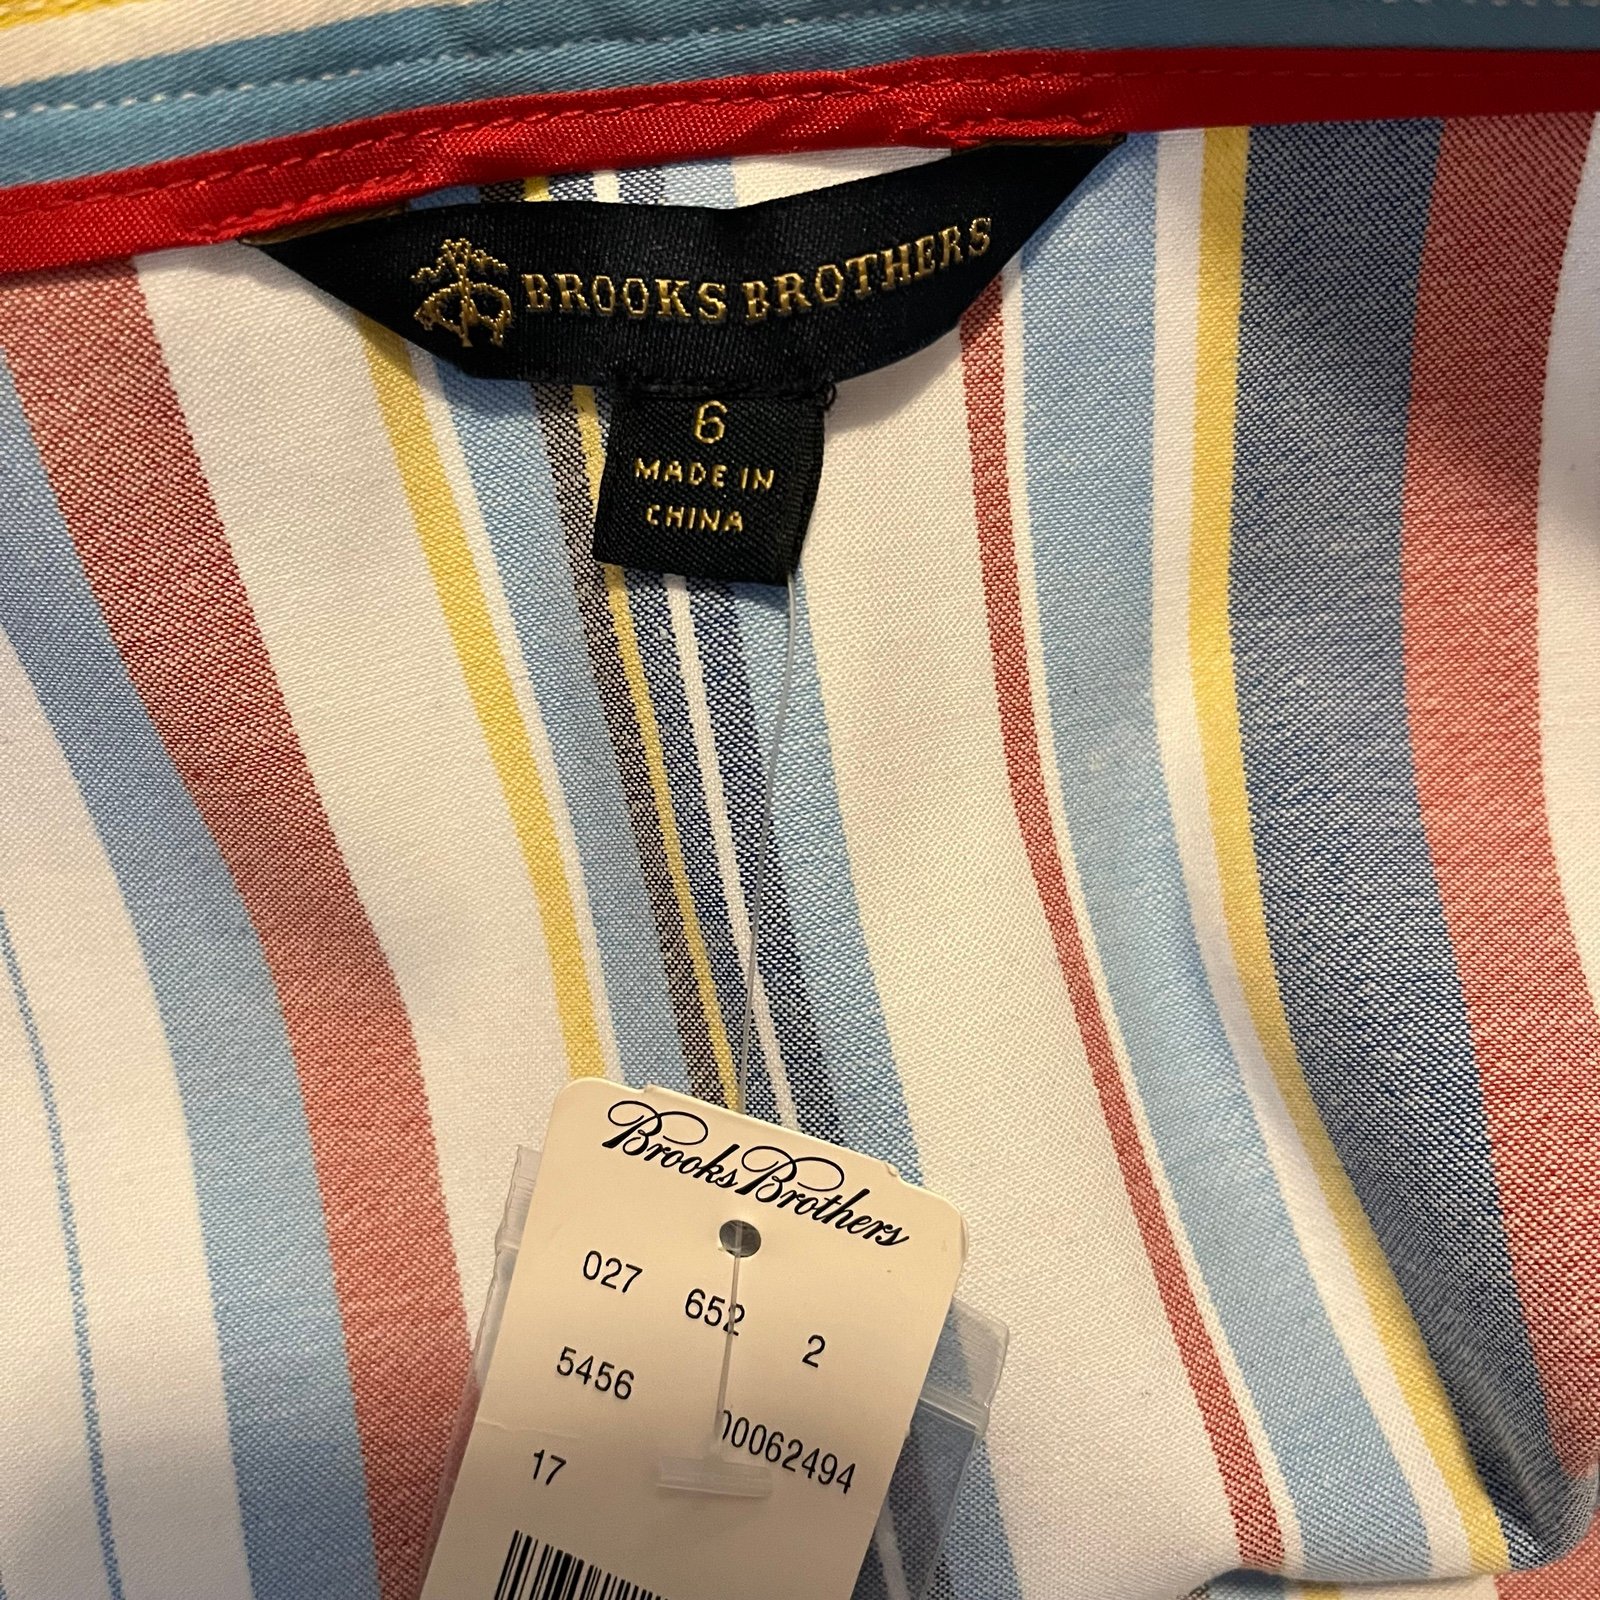 BROOKS BROTHERS
6
MADE IN
CHINA
Brooks Brothers
027 652 2
5456 00062494
17